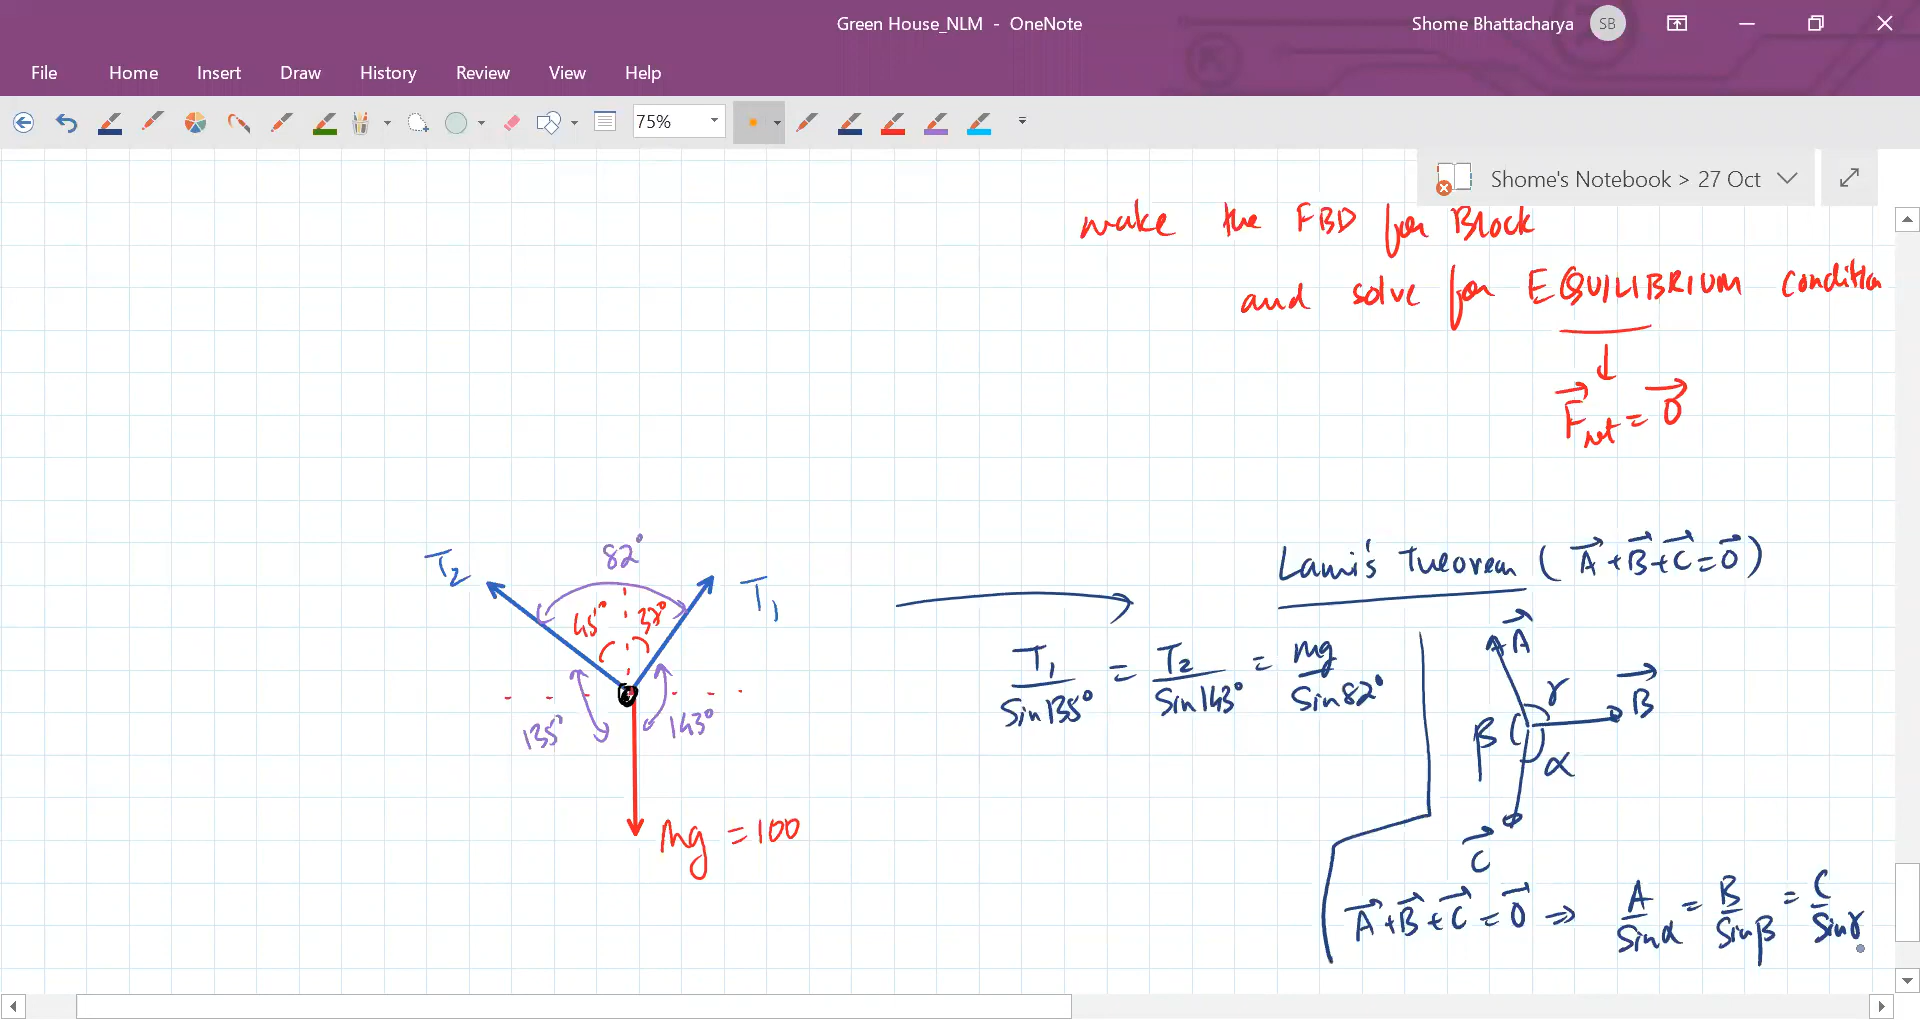 Green House_NLM - OneNote
Shome Bhattacharya SB
File Home Insert Draw History Review View Help
75%
Shome's Notebook > 27 Oct
make the FBD for Block
and solve for EQUILIBRIUM condition
F⃗net = 0⃗
Lami's Theorem (A⃗+B⃗+C⃗=0⃗)
82°
T₂
T₁
45° 38°
135° 143°
mg = 100
T₁/Sin135° = T₂/Sin143° = mg/Sin82°
A⃗
γ
B⃗
β
α
C⃗
A⃗+B⃗+C⃗=0⃗ ⇒ A/Sinα = B/Sinβ = C/Sinγ